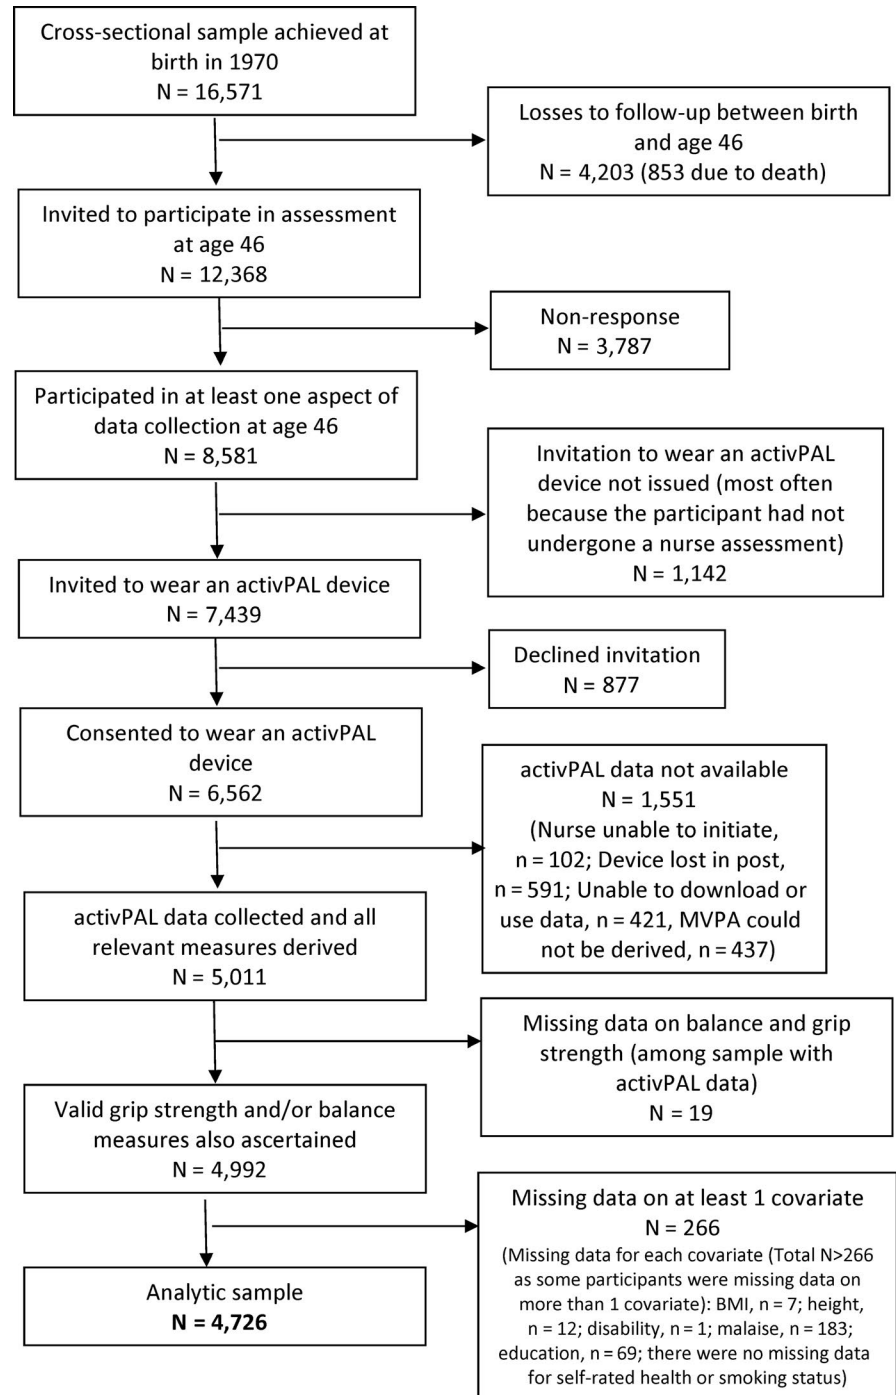 Cross-sectional sample achieved at
birth in 1970
N = 16,571
Losses to follow-up between birth
and age 46
N = 4,203 (853 due to death)
Invited to participate in assessment
at age 46
N = 12,368
Non-response
N = 3,787
Participated in at least one aspect of
data collection at age 46
N = 8,581
Invitation to wear an activPAL
device not issued (most often
because the participant had not
undergone a nurse assessment)
N = 1,142
Invited to wear an activPAL device
N = 7,439
Declined invitation
N = 877
Consented to wear an activPAL
device
N = 6,562
activPAL data not available
N = 1,551
(Nurse unable to initiate,
n = 102; Device lost in post,
n = 591; Unable to download or
use data, n = 421, MVPA could
not be derived, n = 437)
activPAL data collected and all
relevant measures derived
N = 5,011
Missing data on balance and grip
strength (among sample with
activPAL data)
N = 19
Valid grip strength and/or balance
measures also ascertained
N = 4,992
Missing data on at least 1 covariate
N = 266
(Missing data for each covariate (Total N>266
as some participants were missing data on
more than 1 covariate): BMI, n = 7; height,
n = 12; disability, n = 1; malaise, n = 183;
education, n = 69; there were no missing data
for self-rated health or smoking status)
Analytic sample
N = 4,726